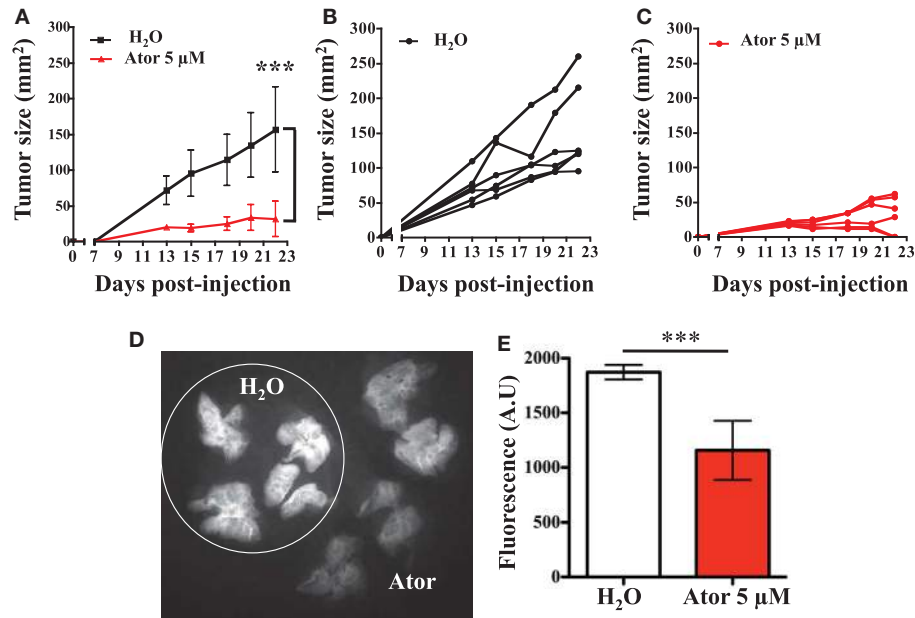 A
B
C
Tumor size (mm²)
300
250
200
150
100
50
0
H₂O
Ator 5 µM
***
0 7 9 11 13 15 17 19 21 23
Days post-injection
Tumor size (mm²)
300
250
200
150
100
50
0
H₂O
0 7 9 11 13 15 17 19 21 23
Days post-injection
Tumor size (mm²)
300
250
200
150
100
50
0
Ator 5 µM
0 7 9 11 13 15 17 19 21 23
Days post-injection
D
H₂O
Ator
E
Fluorescence (A.U)
2000
1500
1000
500
0
***
H₂O
Ator 5 µM